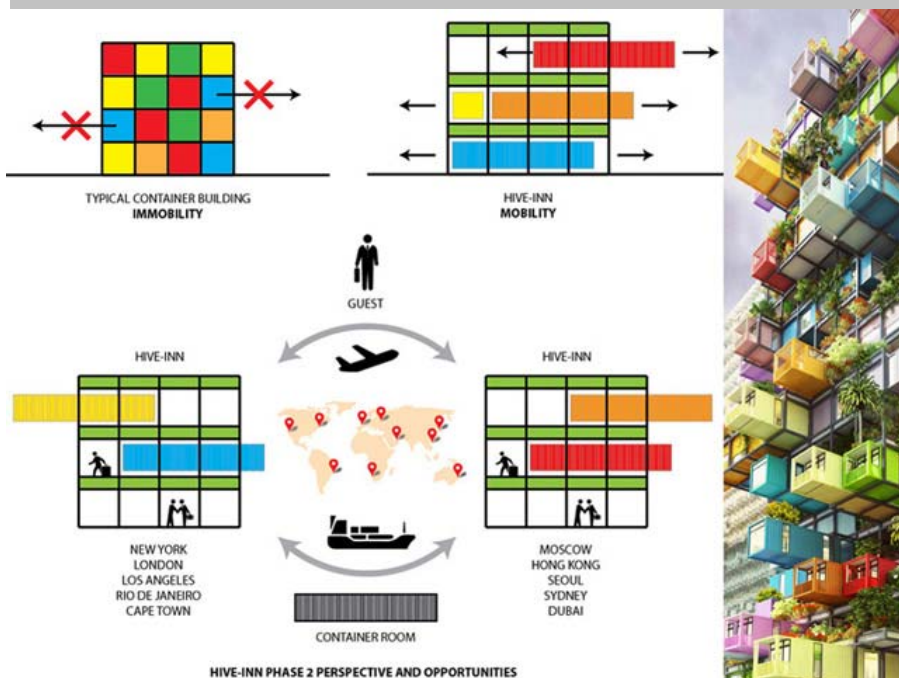 TYPICAL CONTAINER BUILDING
IMMOBILITY
HIVE-INN
MOBILITY
GUEST
HIVE-INN
HIVE-INN
NEW YORK
LONDON
LOS ANGELES
RIO DE JANEIRO
CAPE TOWN
MOSCOW
HONG KONG
SEOUL
SYDNEY
DUBAI
CONTAINER ROOM
HIVE-INN PHASE 2 PERSPECTIVE AND OPPORTUNITIES